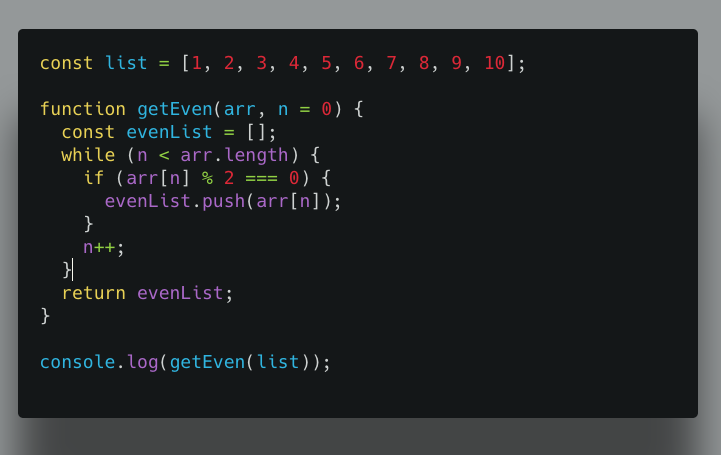 const list = [1, 2, 3, 4, 5, 6, 7, 8, 9, 10];

function getEven(arr, n = 0) {
  const evenList = [];
  while (n < arr.length) {
    if (arr[n] % 2 === 0) {
      evenList.push(arr[n]);
    }
    n++;
  }
  return evenList;
}

console.log(getEven(list));